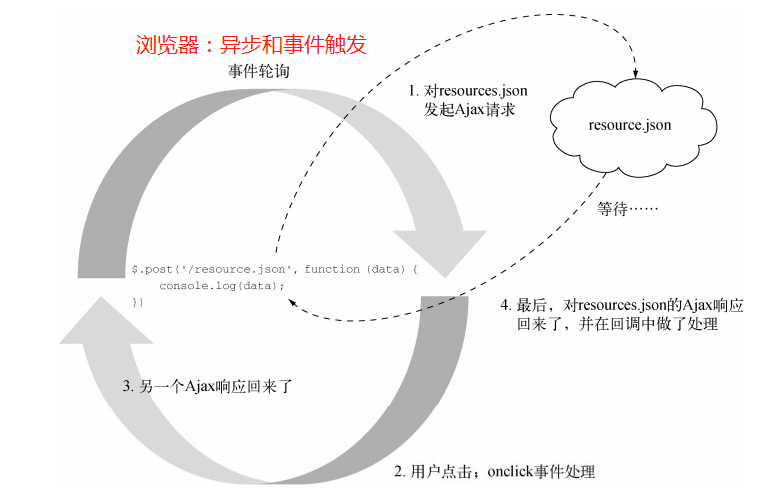 浏览器：异步和事件触发
事件轮询
1. 对resources.json
发起Ajax请求
resource.json
等待……
$.post('/resource.json', function (data) {
console.log(data);
})
4. 最后，对resources.json的Ajax响应
回来了，并在回调中做了处理
3. 另一个Ajax响应回来了
2. 用户点击；onclick事件处理